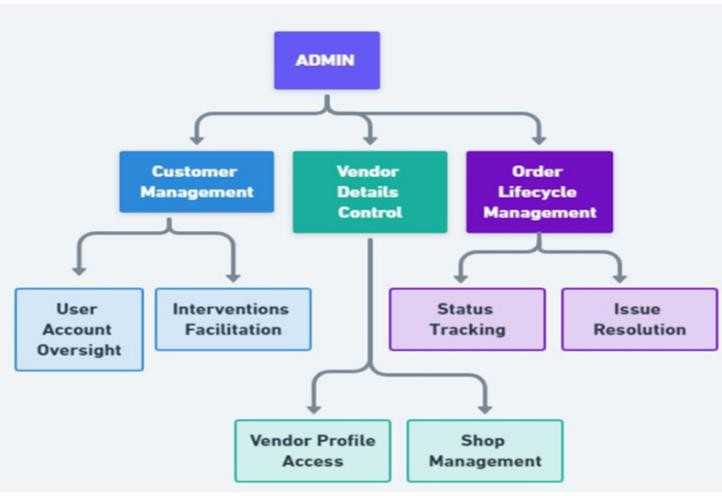 ADMIN
Customer
Management
Vendor
Details
Control
Order
Lifecycle
Management
User
Account
Oversight
Interventions
Facilitation
Status
Tracking
Issue
Resolution
Vendor Profile
Access
Shop
Management